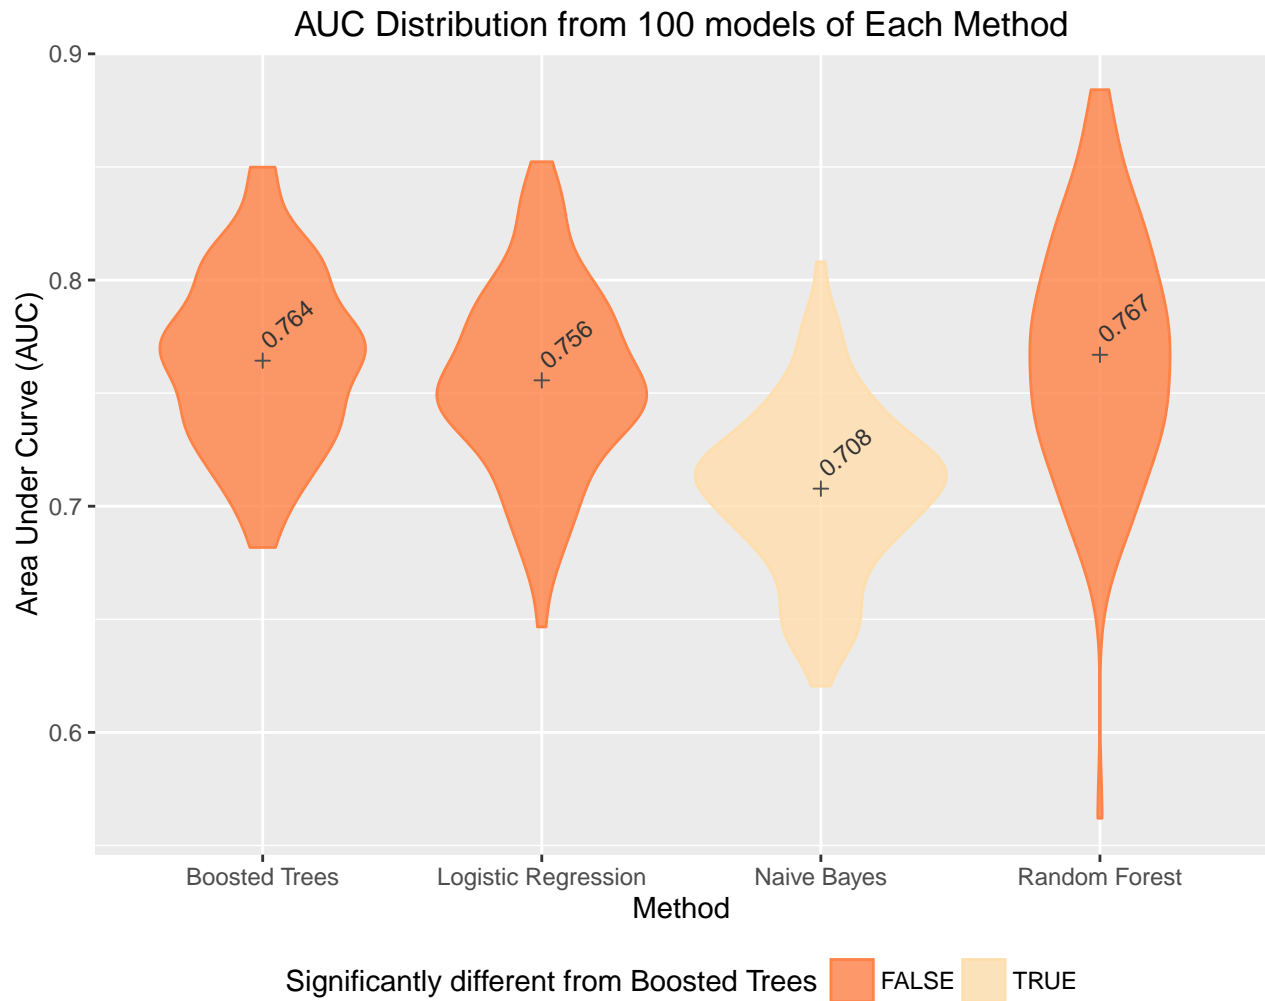 AUC Distribution from 100 models of Each Method
Area Under Curve (AUC)
0.9
0.8
0.7
0.6
0.764
0.756
0.708
0.767
Boosted Trees
Logistic Regression
Naive Bayes
Random Forest
Method
Significantly different from Boosted Trees FALSE TRUE